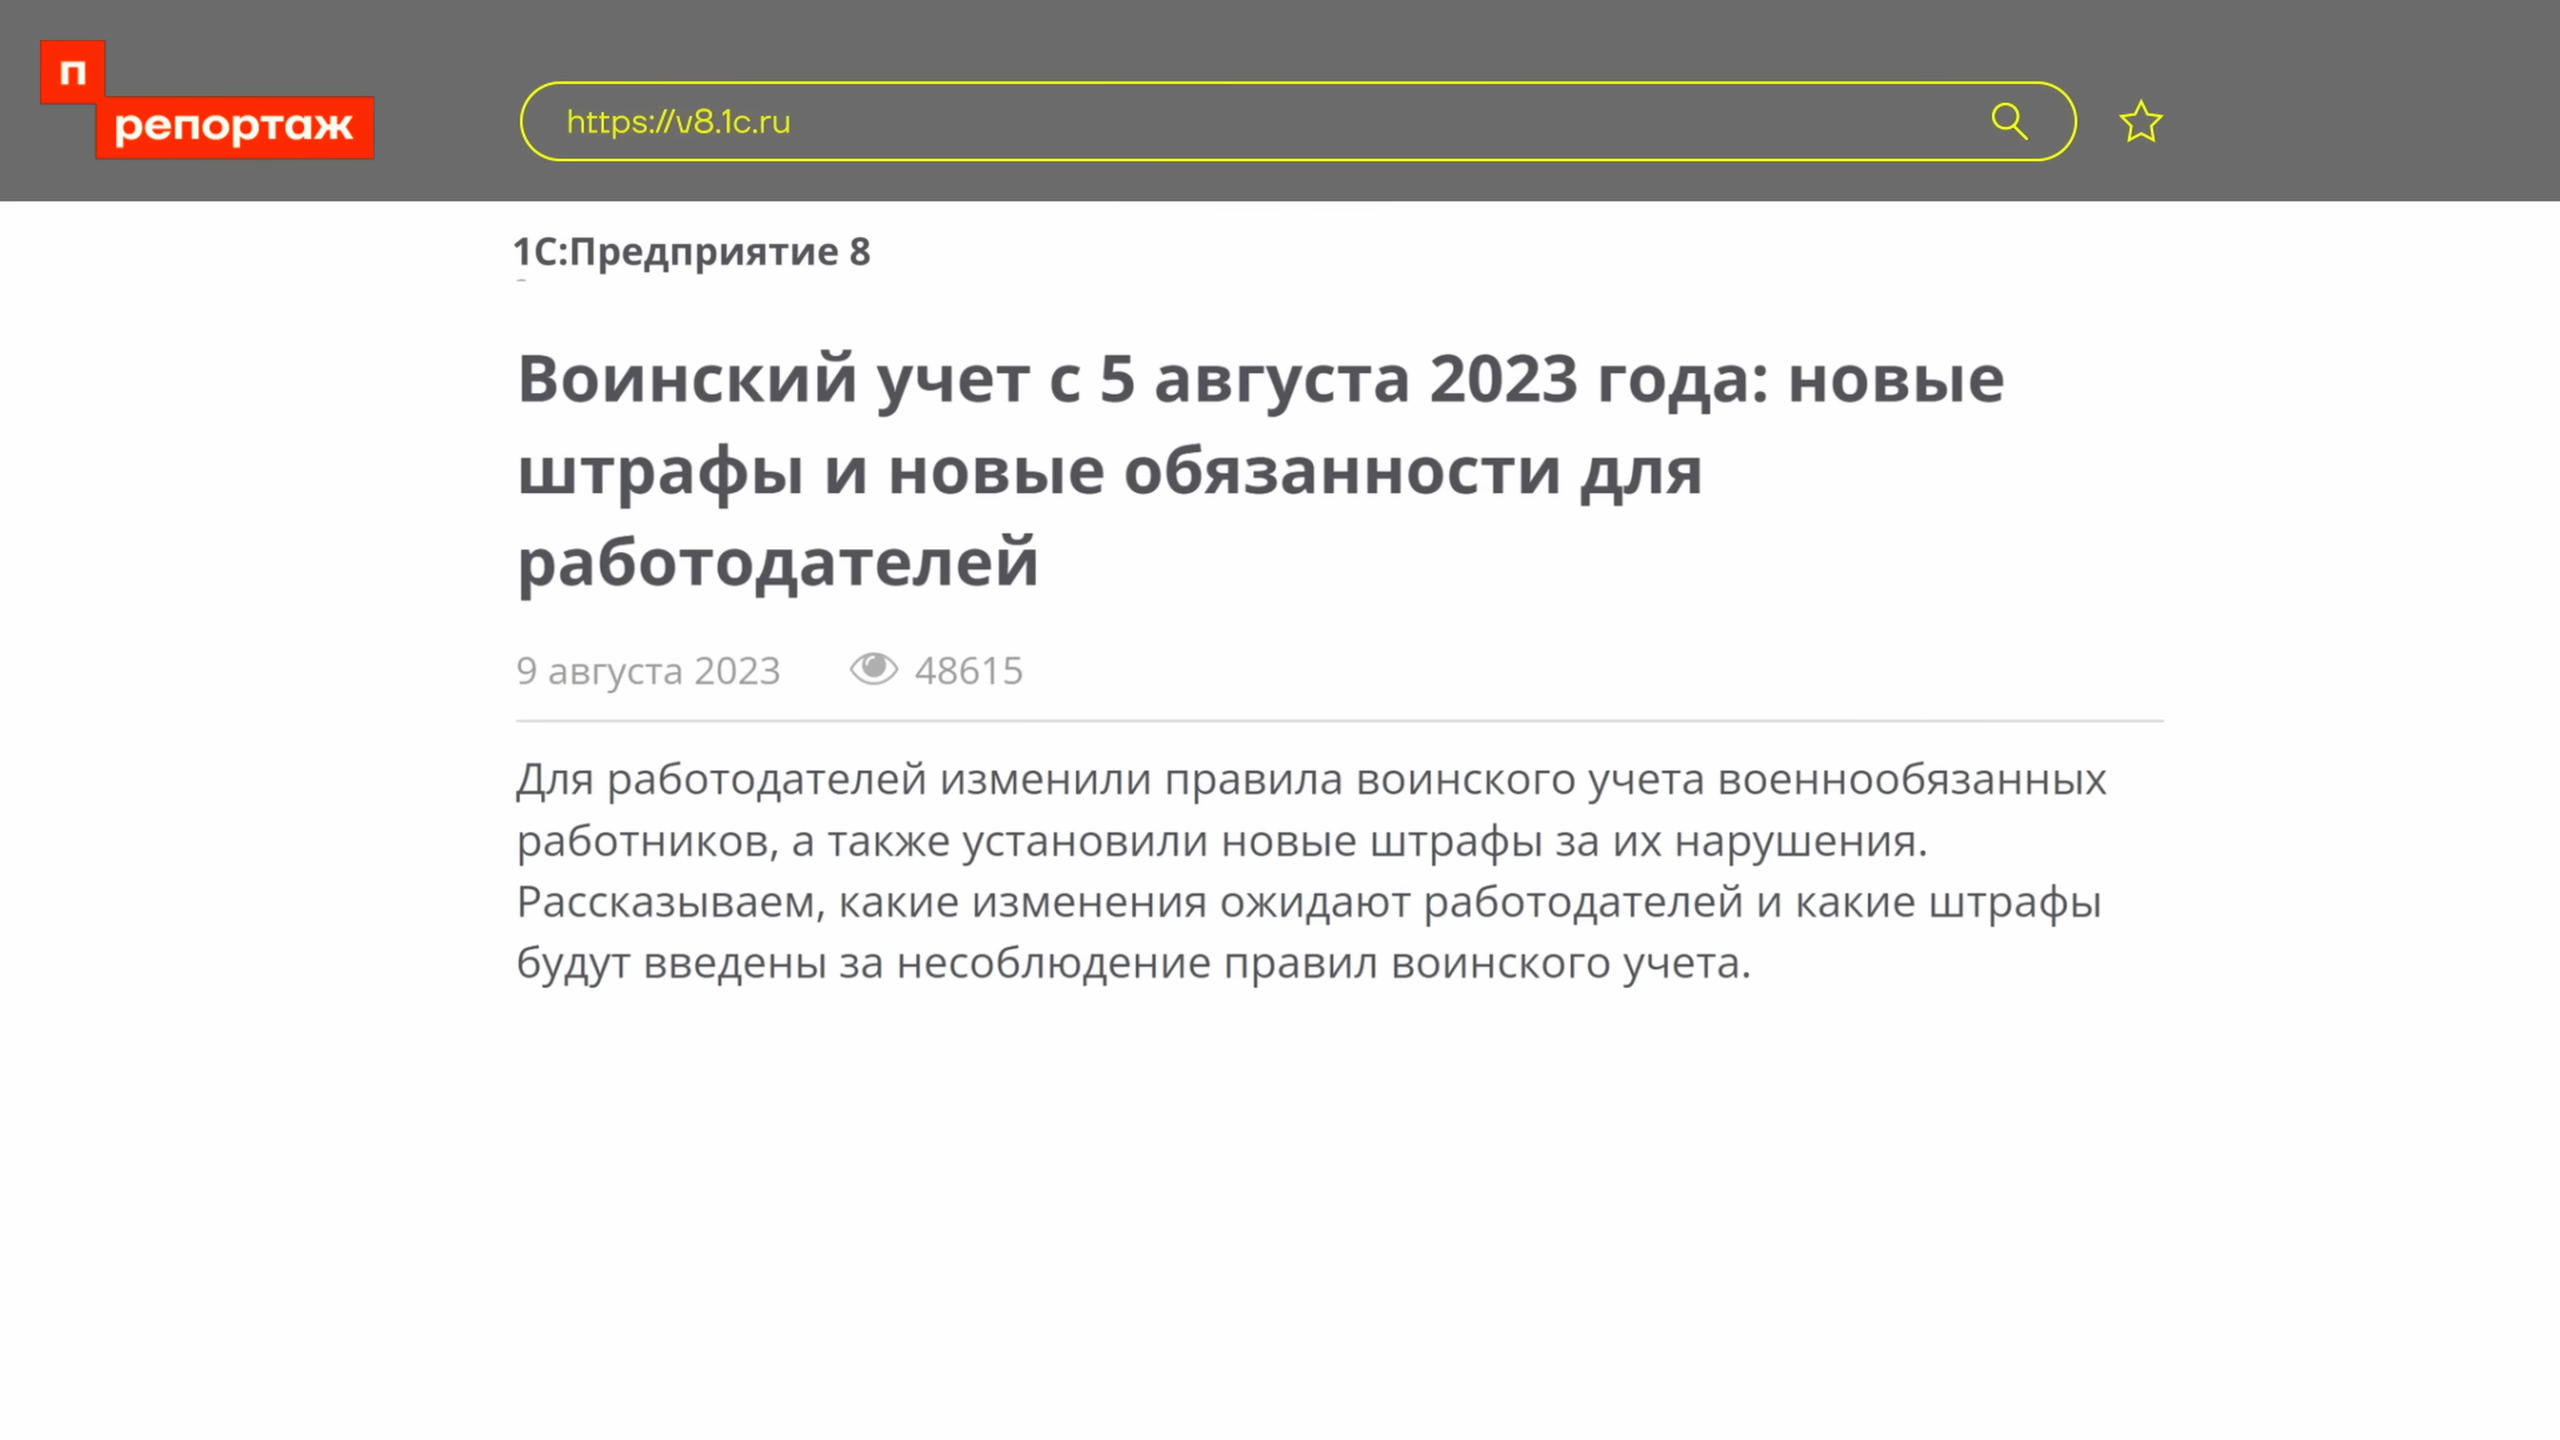 п
репортаж
https://v8.1c.ru
1С:Предприятие 8
Воинский учет с 5 августа 2023 года: новые
штрафы и новые обязанности для
работодателей
9 августа 2023 48615
Для работодателей изменили правила воинского учета военнообязанных
работников, а также установили новые штрафы за их нарушения.
Рассказываем, какие изменения ожидают работодателей и какие штрафы
будут введены за несоблюдение правил воинского учета.